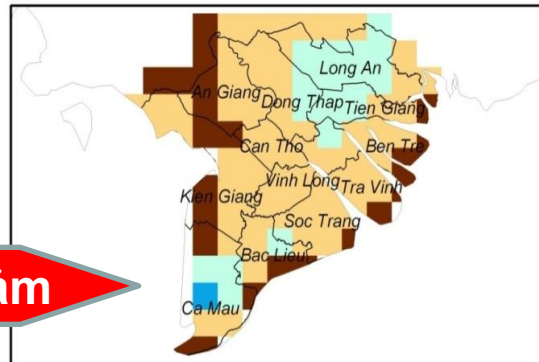 Long An
An Giang
Dong Thap
Tien Giang
Can Tho
Ben Tre
Vinh Long
Tra Vinh
Kien Giang
Soc Trang
Bac Lieu
Ca Mau